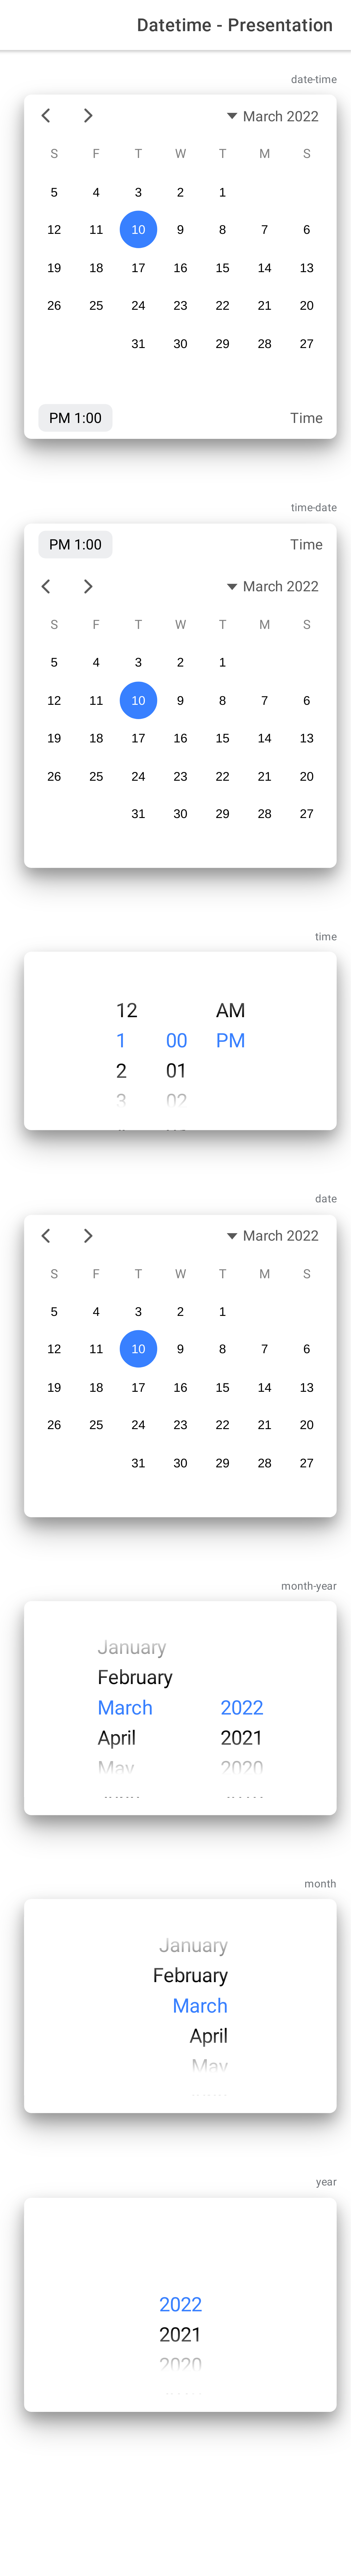 Datetime - Presentation
date-time
March 2022
S F T W T M S
5 4 3 2 1
12 11 10 9 8 7 6
19 18 17 16 15 14 13
26 25 24 23 22 21 20
31 30 29 28 27
PM 1:00 Time
time-date
PM 1:00 Time
March 2022
S F T W T M S
5 4 3 2 1
12 11 10 9 8 7 6
19 18 17 16 15 14 13
26 25 24 23 22 21 20
31 30 29 28 27
time
12 AM
1 00 PM
2 01
3 02
date
March 2022
S F T W T M S
5 4 3 2 1
12 11 10 9 8 7 6
19 18 17 16 15 14 13
26 25 24 23 22 21 20
31 30 29 28 27
month-year
January
February
March 2022
April 2021
May 2020
month
January
February
March
April
May
year
2022
2021
2020